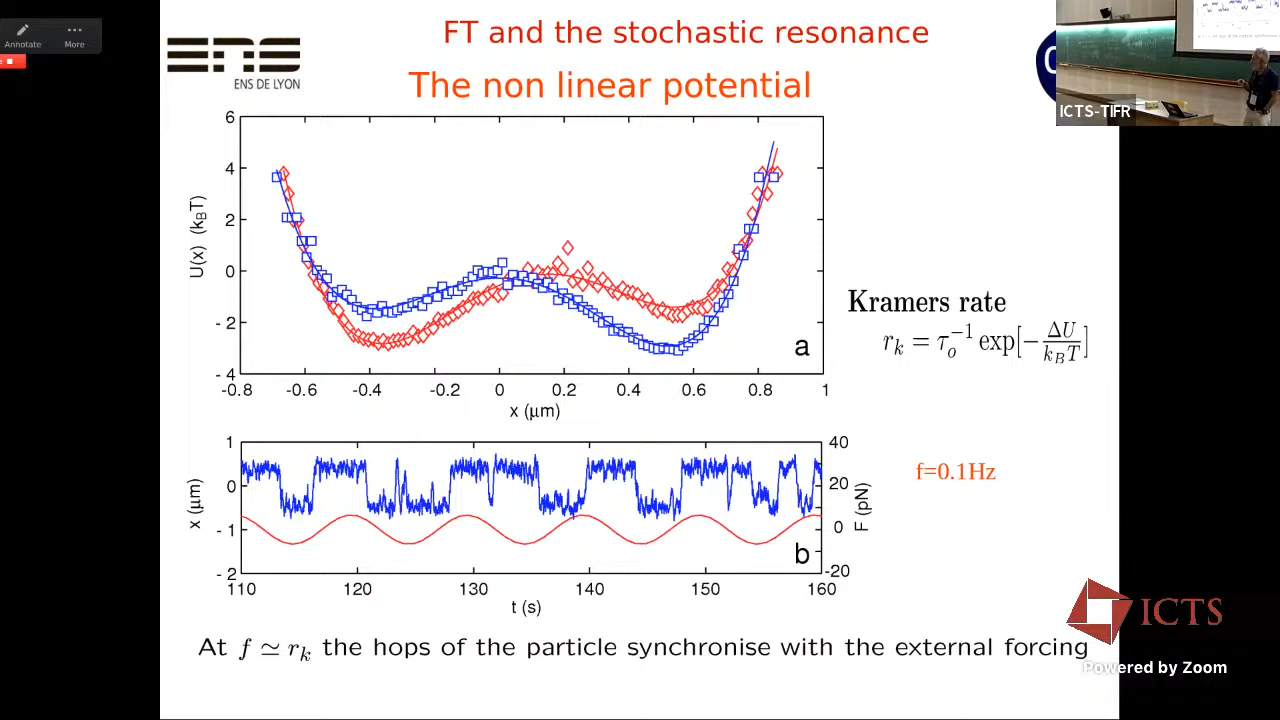 Annotate
More
ENS
ENS DE LYON
FT and the stochastic resonance
The non linear potential
ICTS-TIFR
6
4
2
0
- 2
- 4
U(x) (k_BT)
-0.8 -0.6 -0.4 -0.2 0 0.2 0.4 0.6 0.8 1
x (μm)
a
Kramers rate
r_k = τ_o^{-1} exp[-ΔU/k_BT]
1
0
- 1
- 2
x (μm)
40
20
0
-20
F (pN)
b
110 120 130 140 150 160
t (s)
f=0.1Hz
At f ≃ r_k the hops of the particle synchronise with the external forcing
ICTS
Powered by Zoom